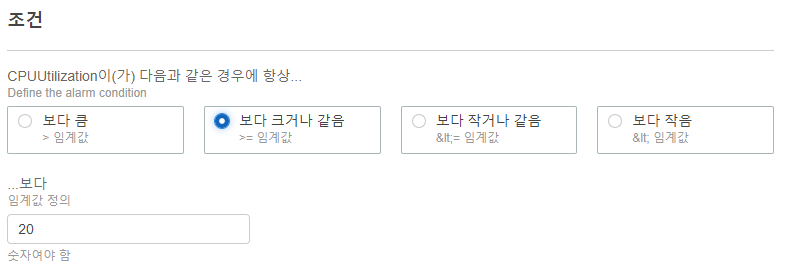 조건
CPUUtilization이(가) 다음과 같은 경우에 항상...
Define the alarm condition
보다 큼
> 임계값
보다 크거나 같음
>= 임계값
보다 작거나 같음
&lt;= 임계값
보다 작음
&lt; 임계값
...보다
임계값 정의
20
숫자여야 함